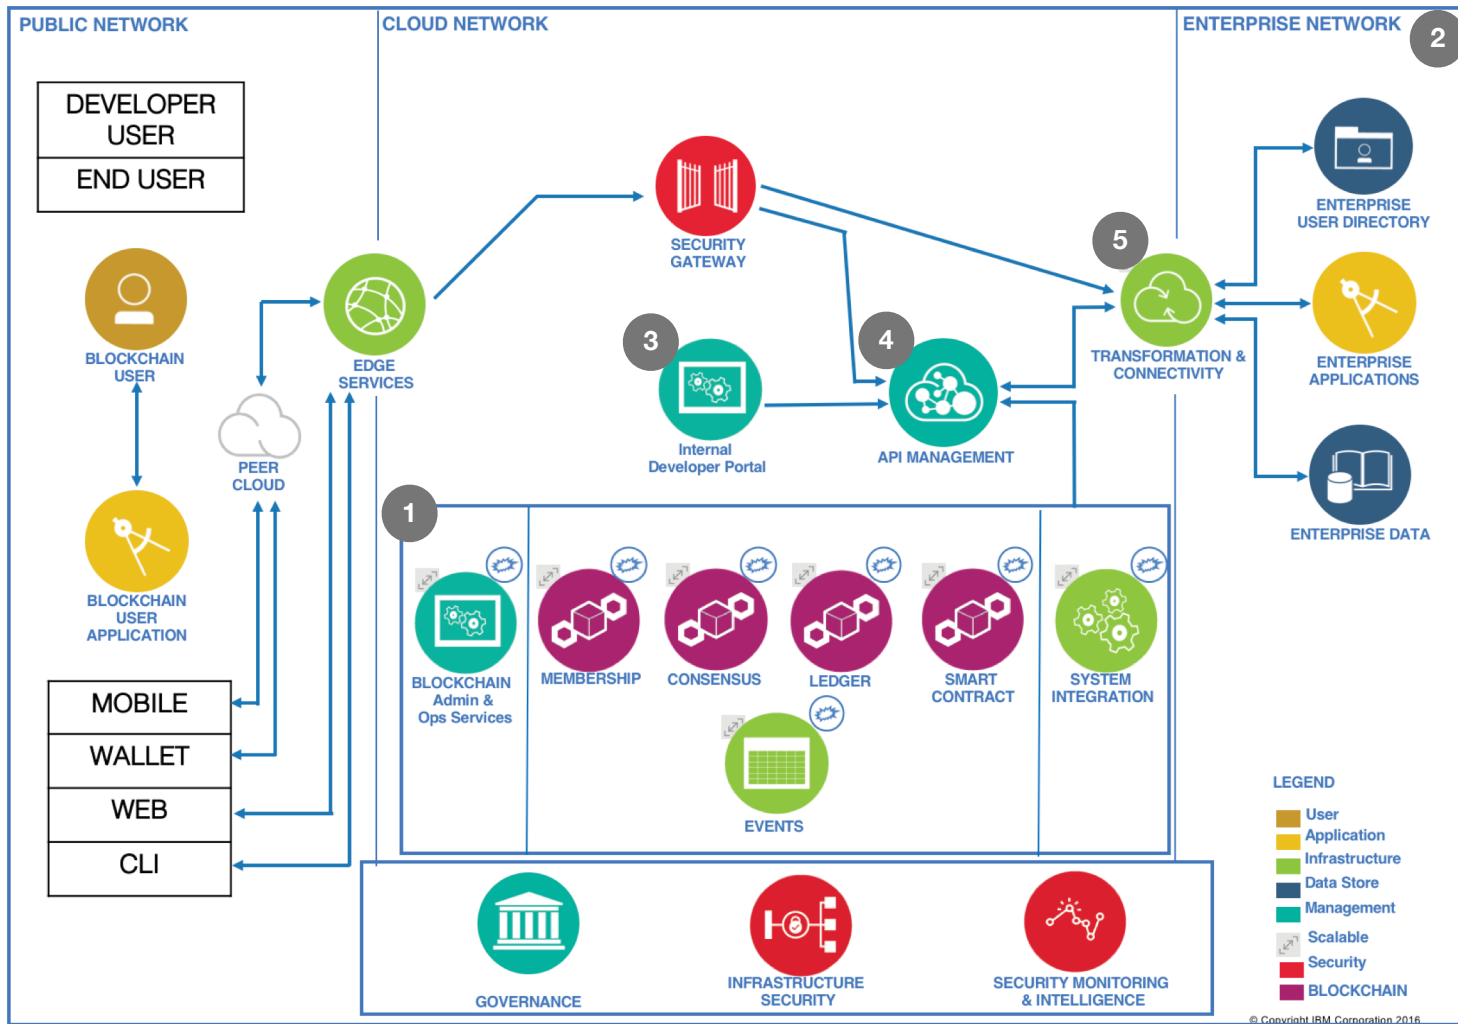 PUBLIC NETWORK
CLOUD NETWORK
ENTERPRISE NETWORK
2
DEVELOPER
USER
END USER
BLOCKCHAIN
USER
BLOCKCHAIN
USER
APPLICATION
PEER
CLOUD
MOBILE
WALLET
WEB
CLI
EDGE
SERVICES
SECURITY
GATEWAY
3
Internal
Developer Portal
4
API MANAGEMENT
5
TRANSFORMATION &
CONNECTIVITY
ENTERPRISE
USER DIRECTORY
ENTERPRISE
APPLICATIONS
ENTERPRISE DATA
1
BLOCKCHAIN
Admin &
Ops Services
MEMBERSHIP
CONSENSUS
LEDGER
SMART
CONTRACT
SYSTEM
INTEGRATION
EVENTS
GOVERNANCE
INFRASTRUCTURE
SECURITY
SECURITY MONITORING
& INTELLIGENCE
LEGEND
User
Application
Infrastructure
Data Store
Management
Scalable
Security
BLOCKCHAIN
© Copyright IBM Corporation 2016